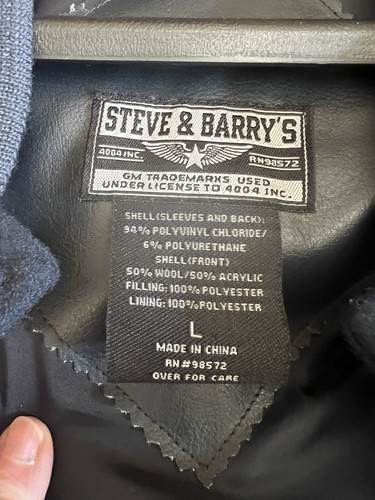 STEVE & BARRY'S
4004 INC. RN98572
GM TRADEMARKS USED
UNDER LICENSE TO 4004 INC.
SHELL(SLEEVES AND BACK):
94% POLYVINYL CHLORIDE/
6% POLYURETHANE
SHELL(FRONT)
50% WOOL/50% ACRYLIC
FILLING: 100% POLYESTER
LINING: 100% POLYESTER
L
MADE IN CHINA
RN#98572
OVER FOR CARE